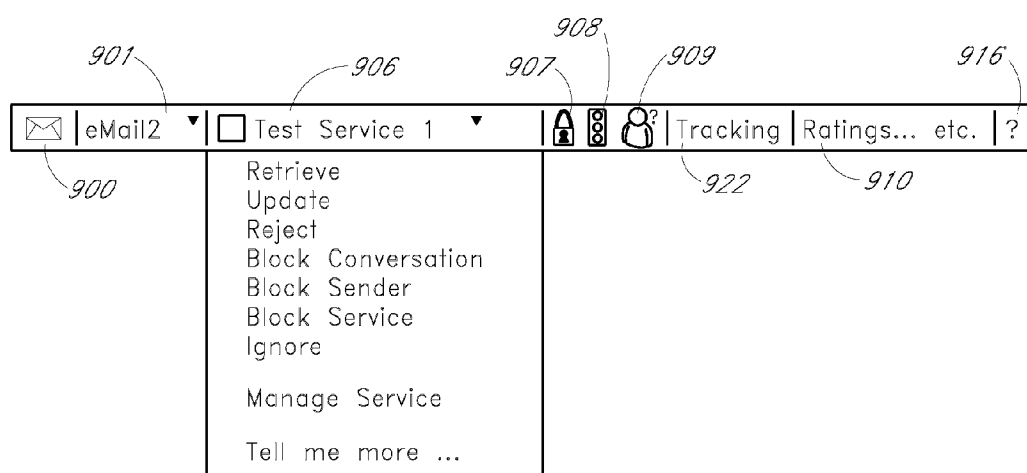 908
901 906 907 909 916
eMail2 ▼ Test Service 1 ▼ ? Tracking Ratings... etc. ?
900 922 910
Retrieve
Update
Reject
Block Conversation
Block Sender
Block Service
Ignore
Manage Service
Tell me more ...